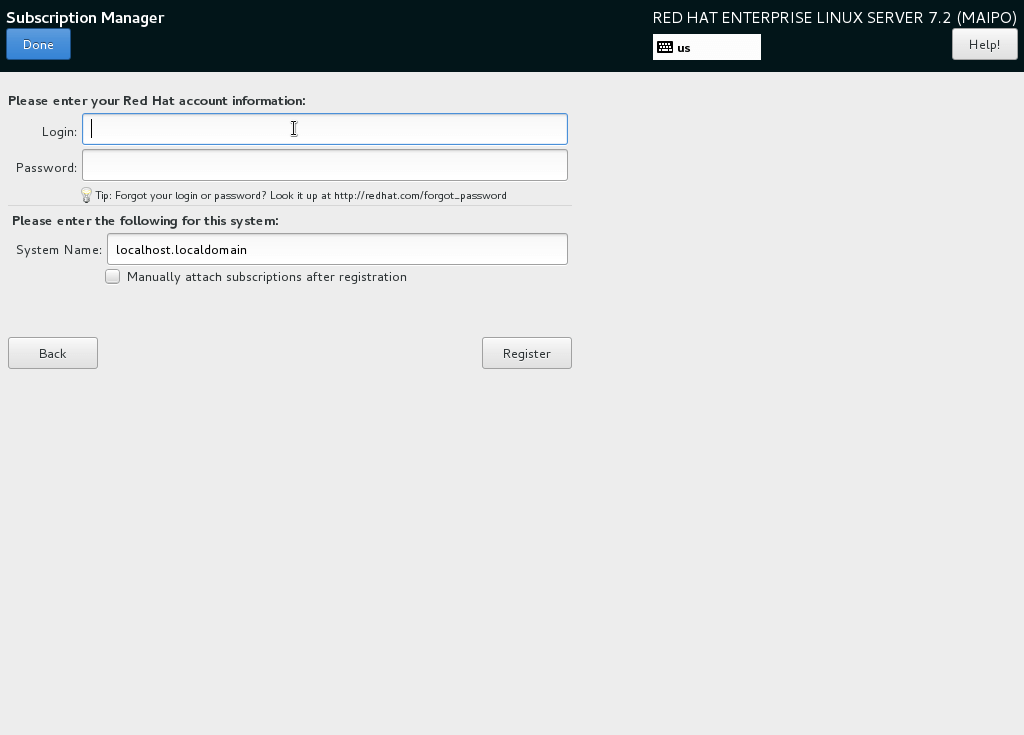 Subscription Manager
RED HAT ENTERPRISE LINUX SERVER 7.2 (MAIPO)
Done
us
Help!
Please enter your Red Hat account information:
Login:
Password:
Tip: Forgot your login or password? Look it up at http://redhat.com/forgot_password
Please enter the following for this system:
System Name: localhost.localdomain
Manually attach subscriptions after registration
Back
Register